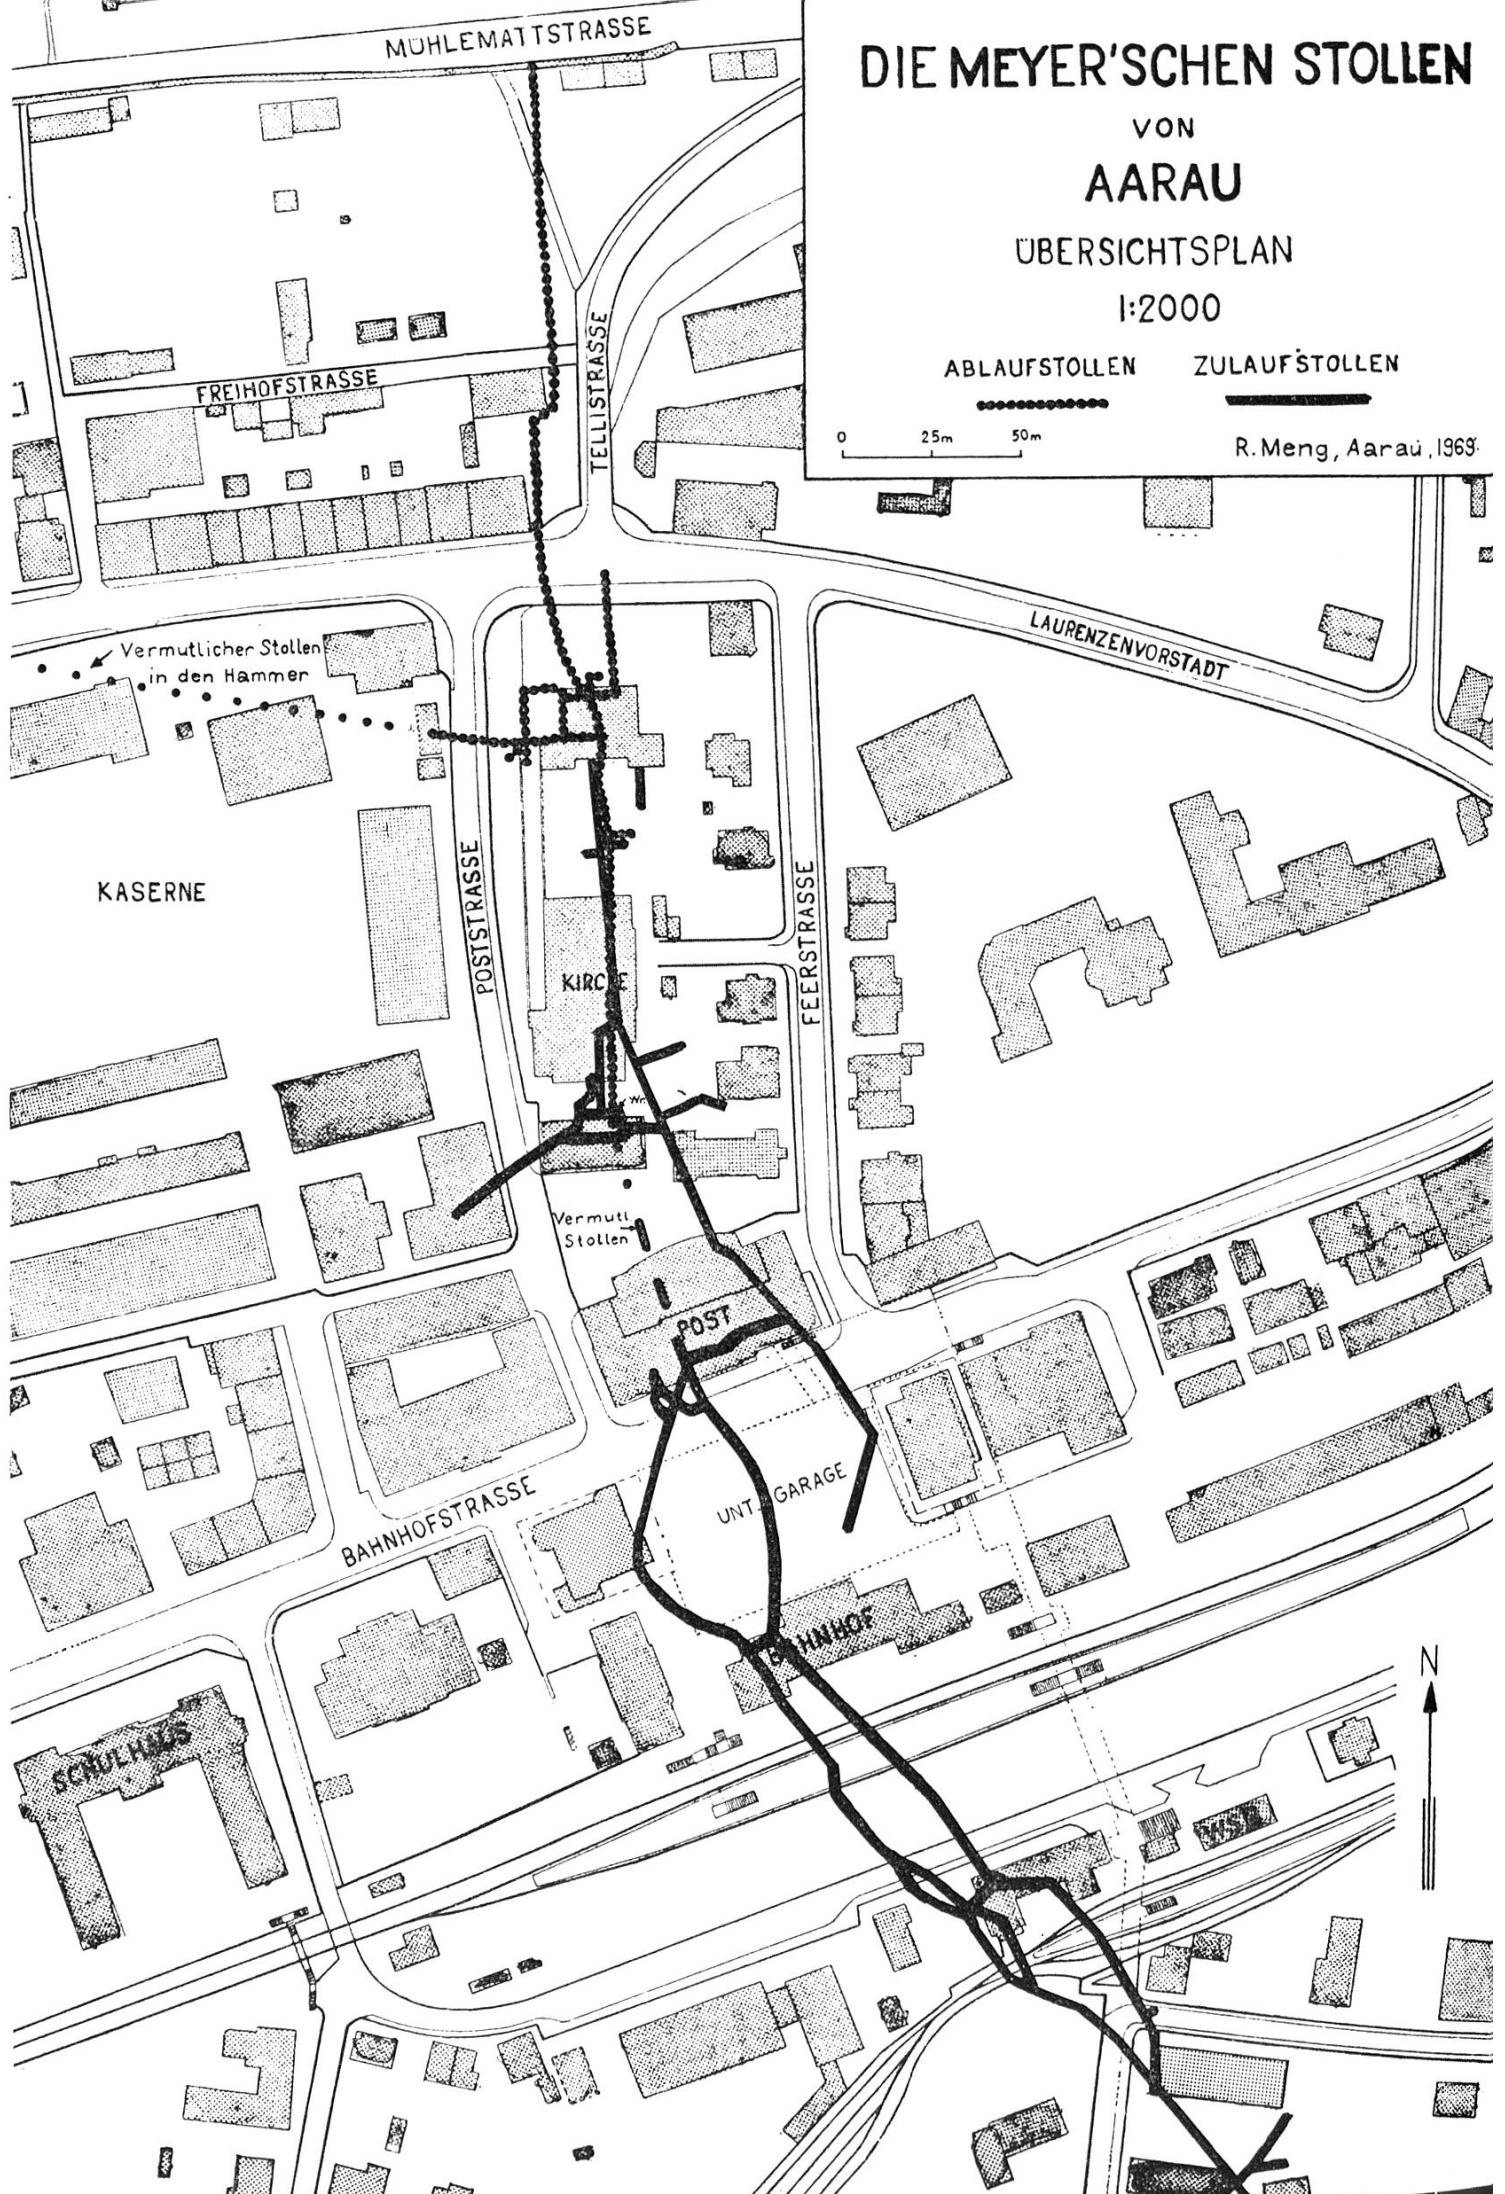 MÜHLEMATTSTRASSE
DIE MEYER'SCHEN STOLLEN
VON
AARAU
ÜBERSICHTSPLAN
1:2000
ABLAUFSTOLLEN ZULAUFSTOLLEN
0 25m 50m
R. Meng, Aarau, 1969.
FREIHOFSTRASSE
TELLISTRASSE
LAURENZENVORSTADT
Vermutlicher Stollen
in den Hammer
KASERNE
POSTSTRASSE
FEERSTRASSE
KIRCHE
Wr.
Vermutl.
Stollen
POST
UNT. GARAGE
BAHNHOFSTRASSE
BAHNHOF
SCHULHAUS
N
WSB